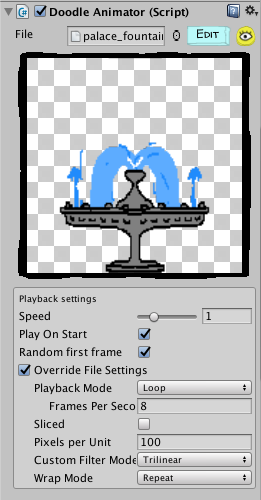 Doodle Animator (Script)
File palace_fountain EDIT
Playback settings
Speed 1
Play On Start
Random first frame
Override File Settings
Playback Mode Loop
Frames Per Seco 8
Sliced
Pixels per Unit 100
Custom Filter Mode Trilinear
Wrap Mode Repeat